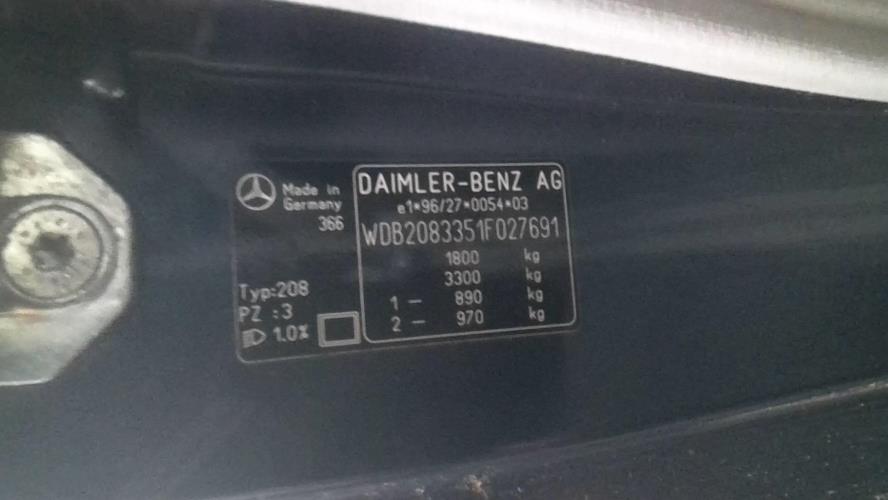 Made in
Germany
366
Typ:208
PZ :3
1.0%
DAIMLER-BENZ AG
e1*96/27*0054*03
WDB2083351F027691
1800 kg
3300 kg
1 – 890 kg
2 – 970 kg